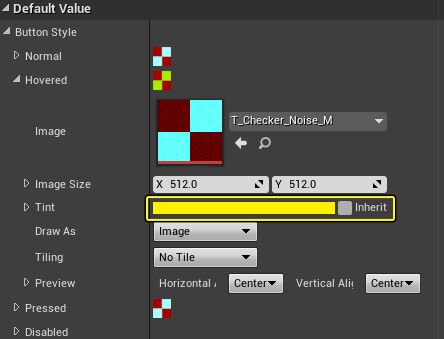 Default Value
Button Style
Normal
Hovered
Image
T_Checker_Noise_M
Image Size
X 512.0
Y 512.0
Tint
Inherit
Draw As
Image
Tiling
No Tile
Preview
Horizontal
Center
Vertical Alig
Center
Pressed
Disabled